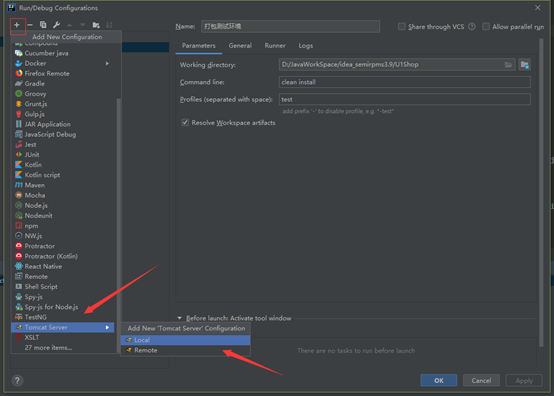 Run/Debug Configurations
Add New Configuration
Compound
Cucumber java
Docker
Firefox Remote
Gradle
Groovy
Grunt.js
Gulp.js
JAR Application
JavaScript Debug
Jest
JUnit
Kotlin
Kotlin script
Maven
Mocha
Node.js
Nodeunit
npm
NW.js
Protractor
Protractor (Kotlin)
React Native
Remote
Shell Script
Spy-js
Spy-js for Node.js
TestNG
Tomcat Server
XSLT
27 more items...
Add New 'Tomcat Server' Configuration
Local
Remote
Name: 打包测试环境
Share through VCS
Allow parallel run
Parameters General Runner Logs
Working directory: D:/JavaWorkSpace/idea_semirpms3.9/U1Shop
Command line: clean install
Profiles (separated with space): test
add prefix '-' to disable profile, e.g. "-test"
Resolve Workspace artifacts
Before launch: Activate tool window
There are no tasks to run before launch
OK Cancel Apply